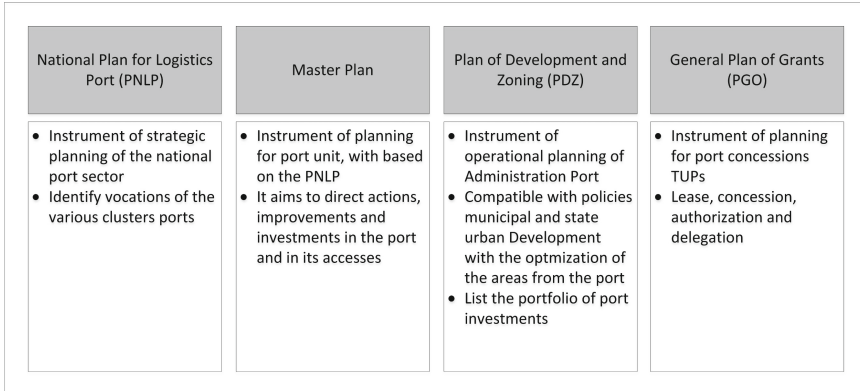 National Plan for Logistics
Port (PNLP)
• Instrument of strategic
planning of the national
port sector
• Identify vocations of the
various clusters ports
Master Plan
• Instrument of planning
for port unit, with based
on the PNLP
• It aims to direct actions,
improvements and
investments in the port
and in its accesses
Plan of Development and
Zoning (PDZ)
• Instrument of
operational planning of
Administration Port
• Compatible with policies
municipal and state
urban Development
with the optmization of
the areas from the port
• List the portfolio of port
investments
General Plan of Grants
(PGO)
• Instrument of planning
for port concessions
TUPs
• Lease, concession,
authorization and
delegation